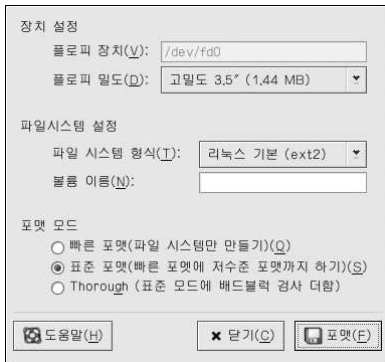 장치 설정
플로피 장치(V): /dev/fd0
플로피 밀도(D): 고밀도 3.5" (1.44 MB)
파일시스템 설정
파일 시스템 형식(T): 리눅스 기본 (ext2)
볼륨 이름(N):
포맷 모드
빠른 포맷(파일 시스템만 만들기)(Q)
표준 포맷(빠른 포맷에 저수준 포맷까지 하기)(S)
Thorough (표준 모드에 배드블럭 검사 더함)
도움말(H) 닫기(C) 포맷(F)